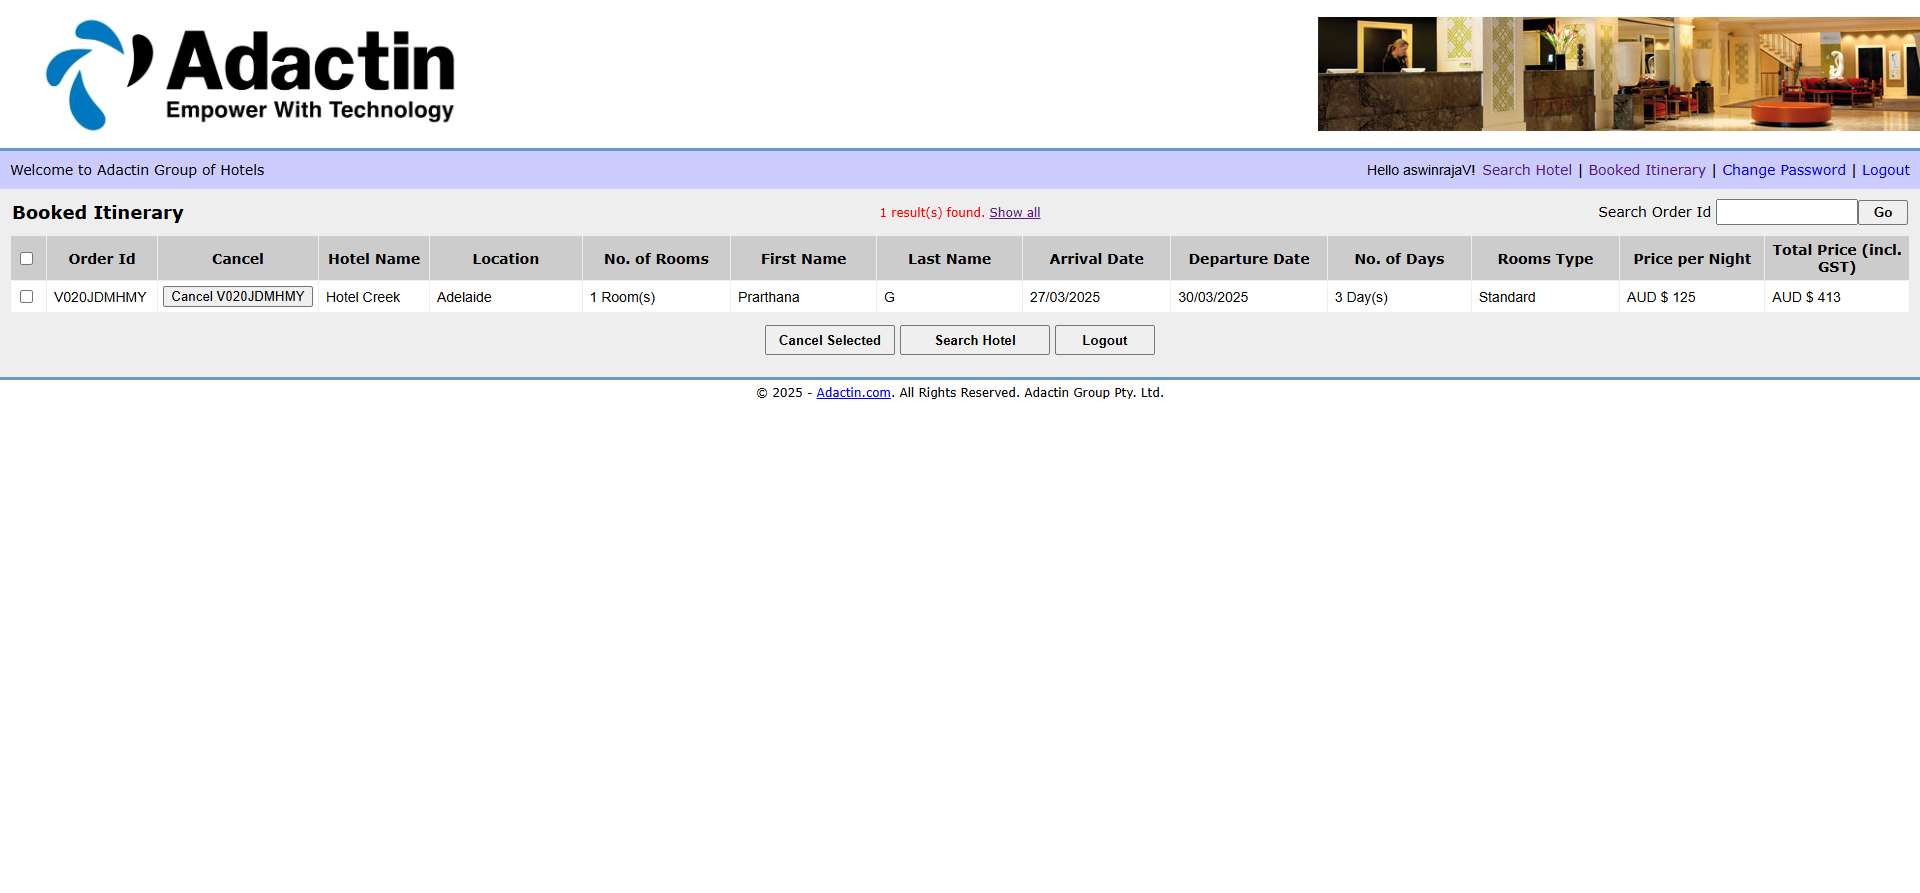 Adactin
Empower With Technology
Welcome to Adactin Group of Hotels
Hello aswinrajaV! Search Hotel | Booked Itinerary | Change Password | Logout
Booked Itinerary 1 result(s) found. Show all Search Order Id Go
Order Id Cancel Hotel Name Location No. of Rooms First Name Last Name Arrival Date Departure Date No. of Days Rooms Type Price per Night Total Price (incl. GST)
V020JDMHMY Cancel V020JDMHMY Hotel Creek Adelaide 1 Room(s) Prarthana G 27/03/2025 30/03/2025 3 Day(s) Standard AUD $ 125 AUD $ 413
Cancel Selected Search Hotel Logout
© 2025 - Adactin.com. All Rights Reserved. Adactin Group Pty. Ltd.